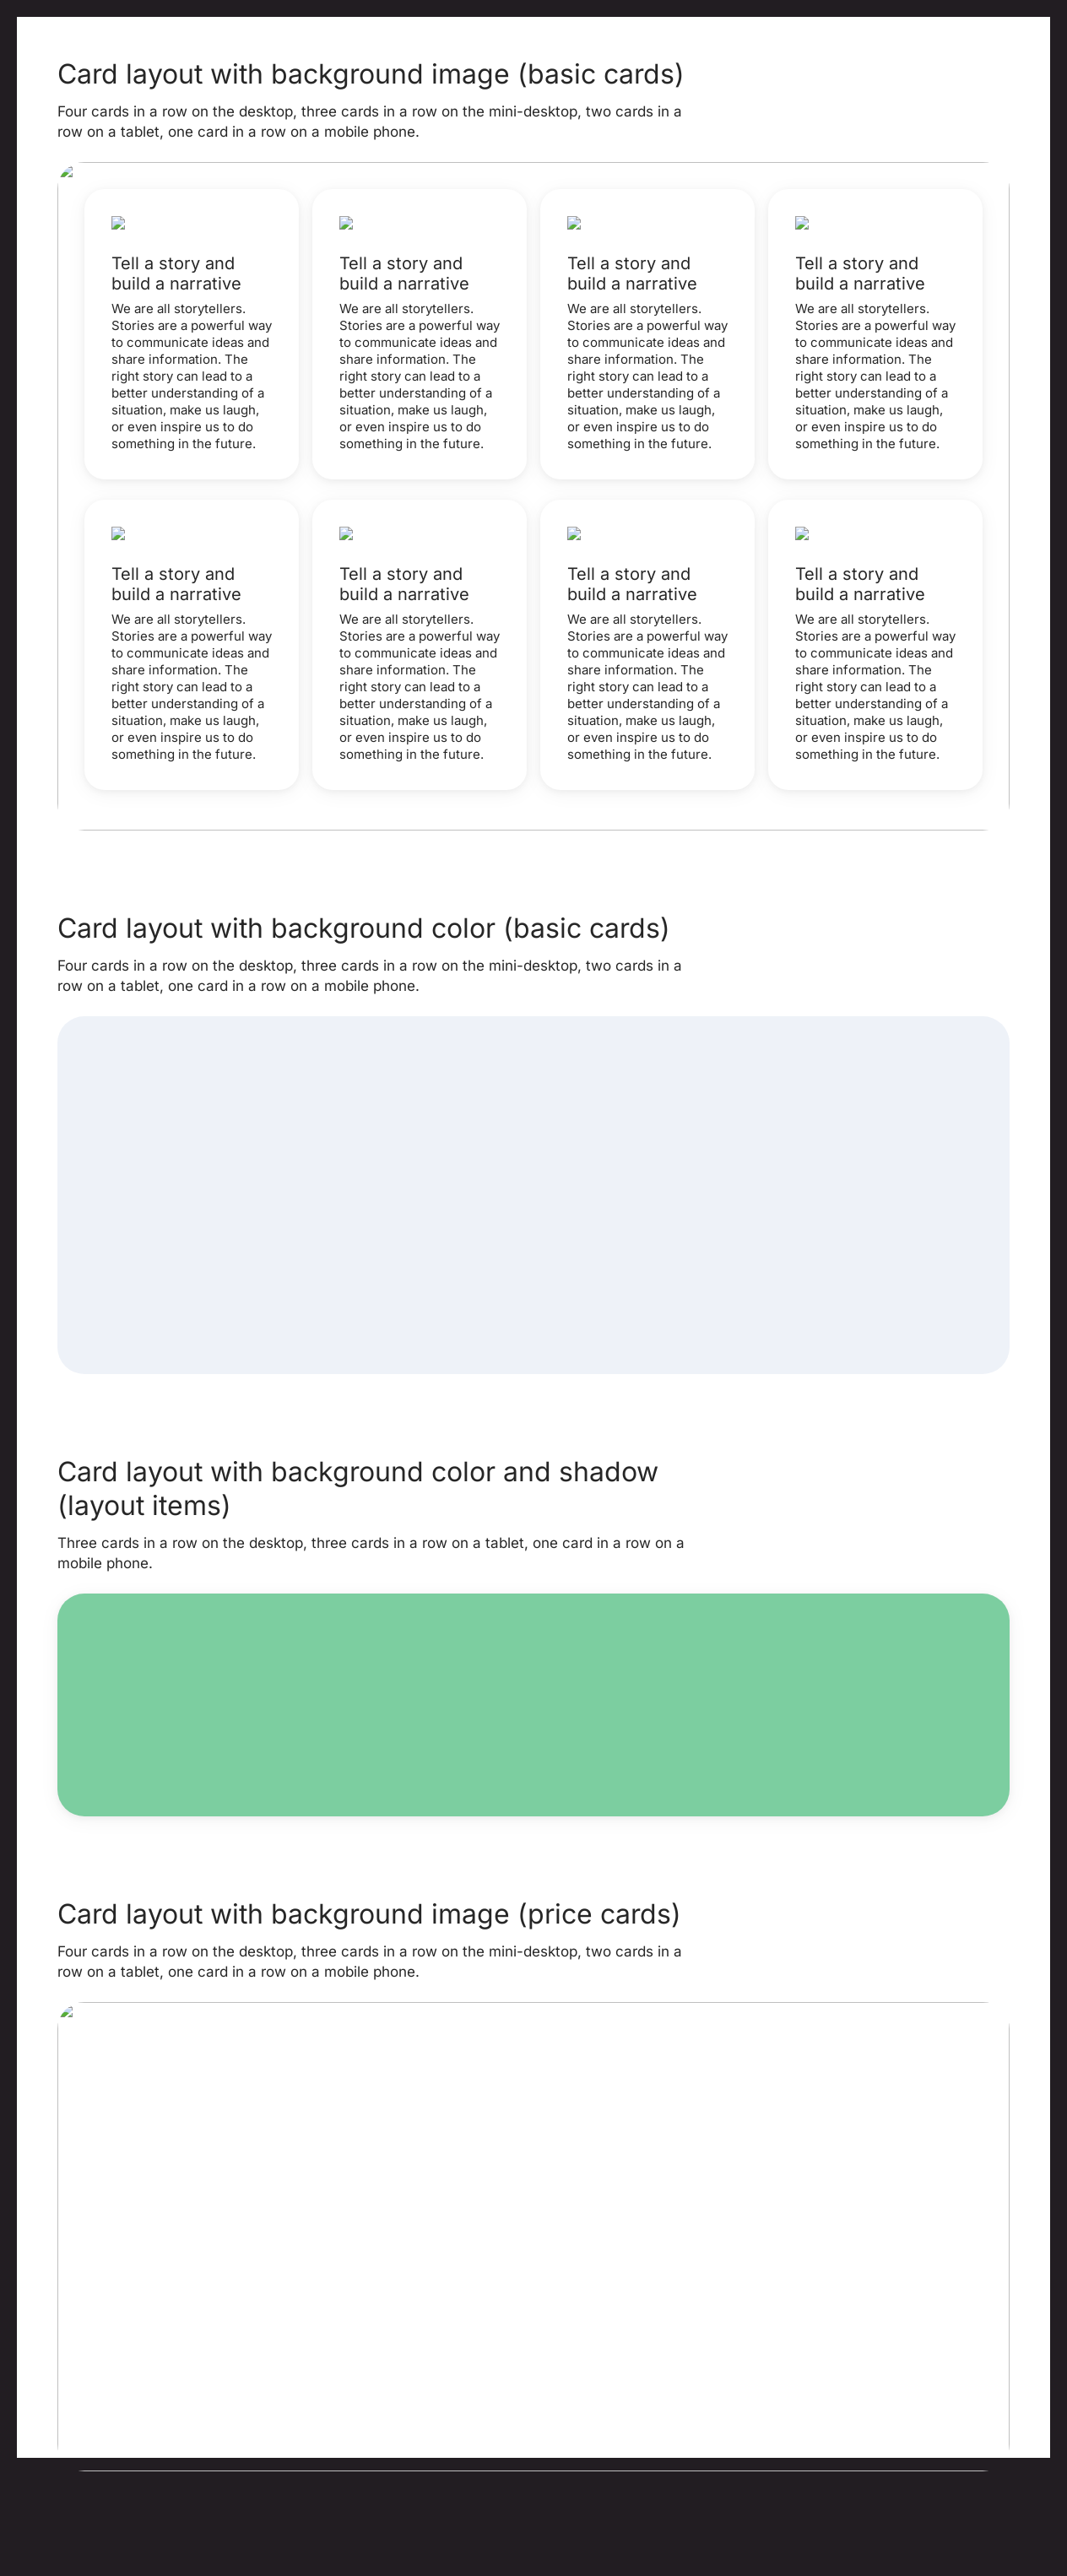 Card layout with background image (basic cards)
Four cards in a row on the desktop, three cards in a row on the mini-desktop, two cards in a
row on a tablet, one card in a row on a mobile phone.
Tell a story and
build a narrative
We are all storytellers.
Stories are a powerful way
to communicate ideas and
share information. The
right story can lead to a
better understanding of a
situation, make us laugh,
or even inspire us to do
something in the future.
Tell a story and
build a narrative
We are all storytellers.
Stories are a powerful way
to communicate ideas and
share information. The
right story can lead to a
better understanding of a
situation, make us laugh,
or even inspire us to do
something in the future.
Tell a story and
build a narrative
We are all storytellers.
Stories are a powerful way
to communicate ideas and
share information. The
right story can lead to a
better understanding of a
situation, make us laugh,
or even inspire us to do
something in the future.
Tell a story and
build a narrative
We are all storytellers.
Stories are a powerful way
to communicate ideas and
share information. The
right story can lead to a
better understanding of a
situation, make us laugh,
or even inspire us to do
something in the future.
Tell a story and
build a narrative
We are all storytellers.
Stories are a powerful way
to communicate ideas and
share information. The
right story can lead to a
better understanding of a
situation, make us laugh,
or even inspire us to do
something in the future.
Tell a story and
build a narrative
We are all storytellers.
Stories are a powerful way
to communicate ideas and
share information. The
right story can lead to a
better understanding of a
situation, make us laugh,
or even inspire us to do
something in the future.
Tell a story and
build a narrative
We are all storytellers.
Stories are a powerful way
to communicate ideas and
share information. The
right story can lead to a
better understanding of a
situation, make us laugh,
or even inspire us to do
something in the future.
Tell a story and
build a narrative
We are all storytellers.
Stories are a powerful way
to communicate ideas and
share information. The
right story can lead to a
better understanding of a
situation, make us laugh,
or even inspire us to do
something in the future.
Card layout with background color (basic cards)
Four cards in a row on the desktop, three cards in a row on the mini-desktop, two cards in a
row on a tablet, one card in a row on a mobile phone.
Card layout with background color and shadow
(layout items)
Three cards in a row on the desktop, three cards in a row on a tablet, one card in a row on a
mobile phone.
Card layout with background image (price cards)
Four cards in a row on the desktop, three cards in a row on the mini-desktop, two cards in a
row on a tablet, one card in a row on a mobile phone.